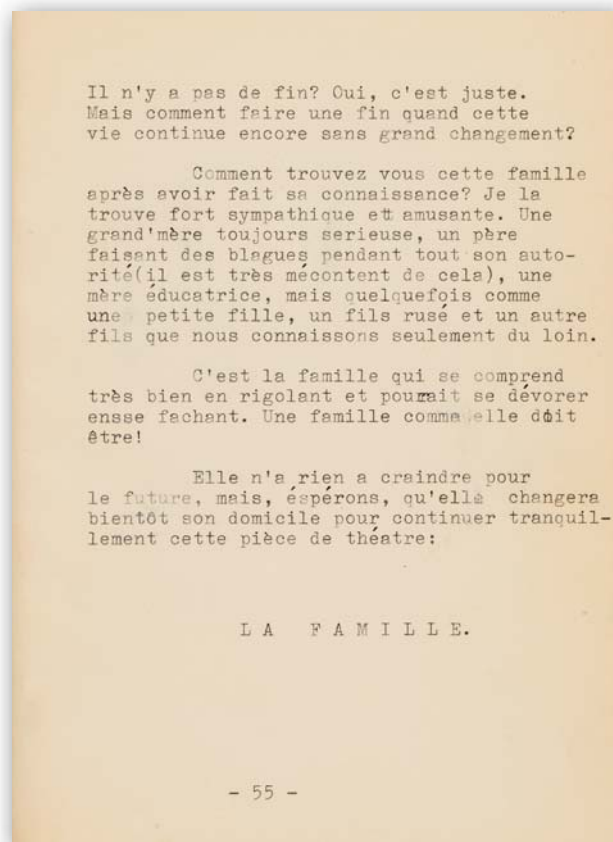 Il n'y a pas de fin? Oui, c'est juste.
Mais comment faire une fin quand cette
vie continue encore sans grand changement?
Comment trouvez vous cette famille
après avoir fait sa connaissance? Je la
trouve fort sympathique ett amusante. Une
grand'mère toujours serieuse, un père
faisant des blagues pendant tout son auto-
rité(il est très mécontent de cela), une
mère éducatrice, mais quelquefois comme
une petite fille, un fils rusé et un autre
fils que nous connaissons seulement du loin.
C'est la famille qui se comprend
très bien en rigolant et pourrait se dévorer
ensse fachant. Une famille comme elle doit
être!
Elle n'a rien a craindre pour
le future, mais, éspérons, qu'elle changera
bientôt son domicile pour continuer tranquil-
lement cette pièce de théatre:
LA FAMILLE.
- 55 -